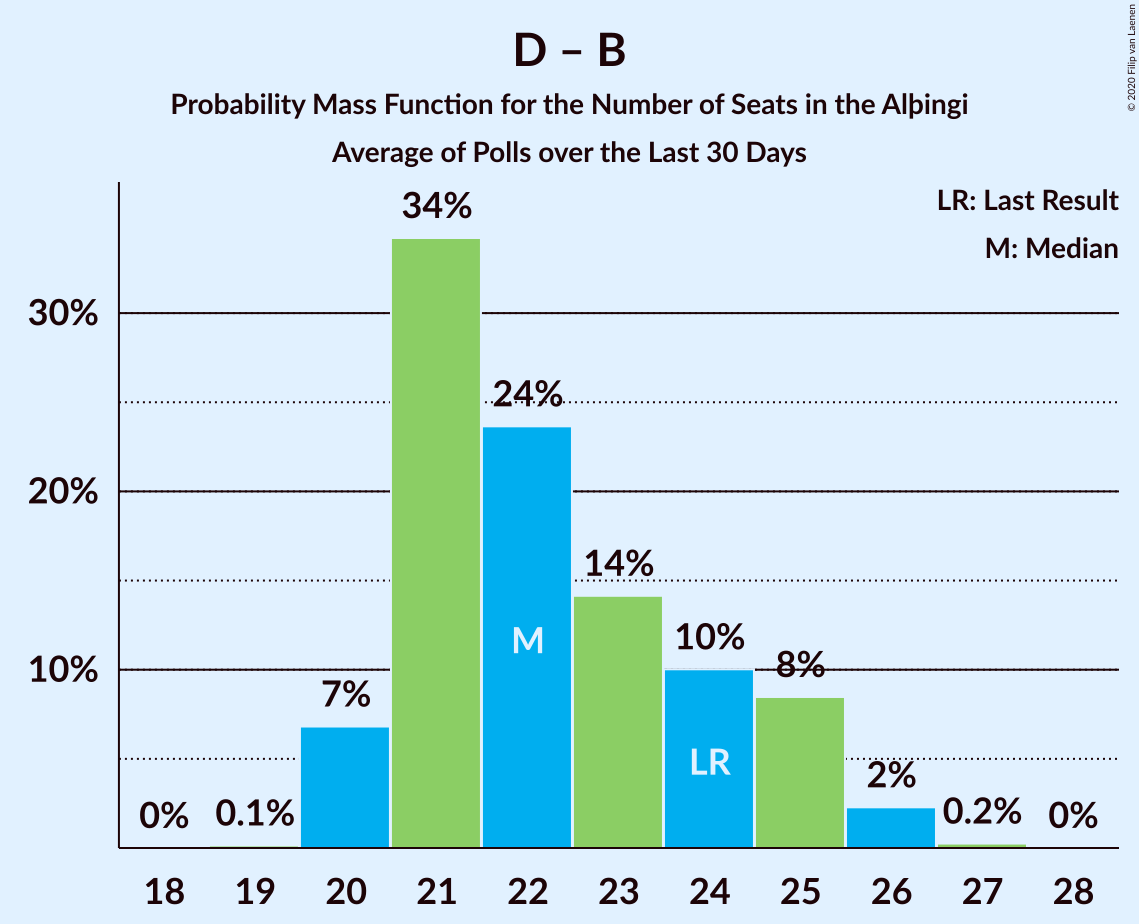 D – B
Probability Mass Function for the Number of Seats in the Alþingi
Average of Polls over the Last 30 Days
© 2020 Filip van Laenen
LR: Last Result
M: Median
34%
30%
24%
20%
14%
M
10%
10%
8%
7%
LR
2%
0%
0.1%
0.2%
0%
18 19 20 21 22 23 24 25 26 27 28